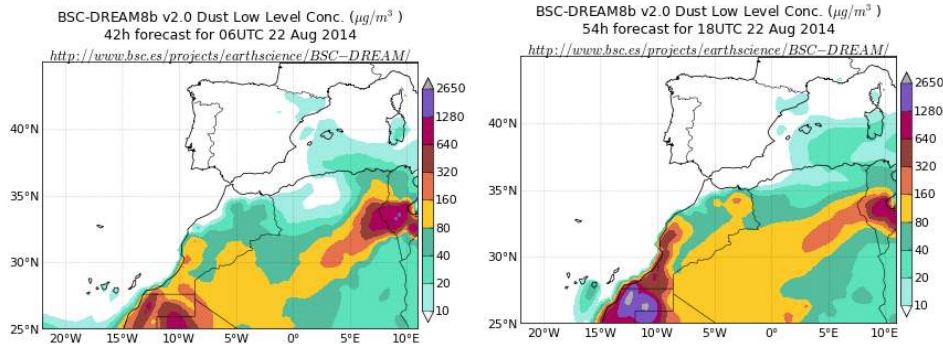 BSC-DREAM8b v2.0 Dust Low Level Conc. (μg/m³ )
42h forecast for 06UTC 22 Aug 2014
http://www.bsc.es/projects/earthscience/BSC−DREAM/
40°N
35°N
30°N
25°N
20°W
15°W
10°W
5°W
0°E
5°E
10°E
2650
1280
640
320
160
80
40
20
10
BSC-DREAM8b v2.0 Dust Low Level Conc. (μg/m³ )
54h forecast for 18UTC 22 Aug 2014
http://www.bsc.es/projects/earthscience/BSC−DREAM/
40°N
35°N
30°N
25°N
20°W
15°W
10°W
5°W
0°E
5°E
10°E
2650
1280
640
320
160
80
40
20
10